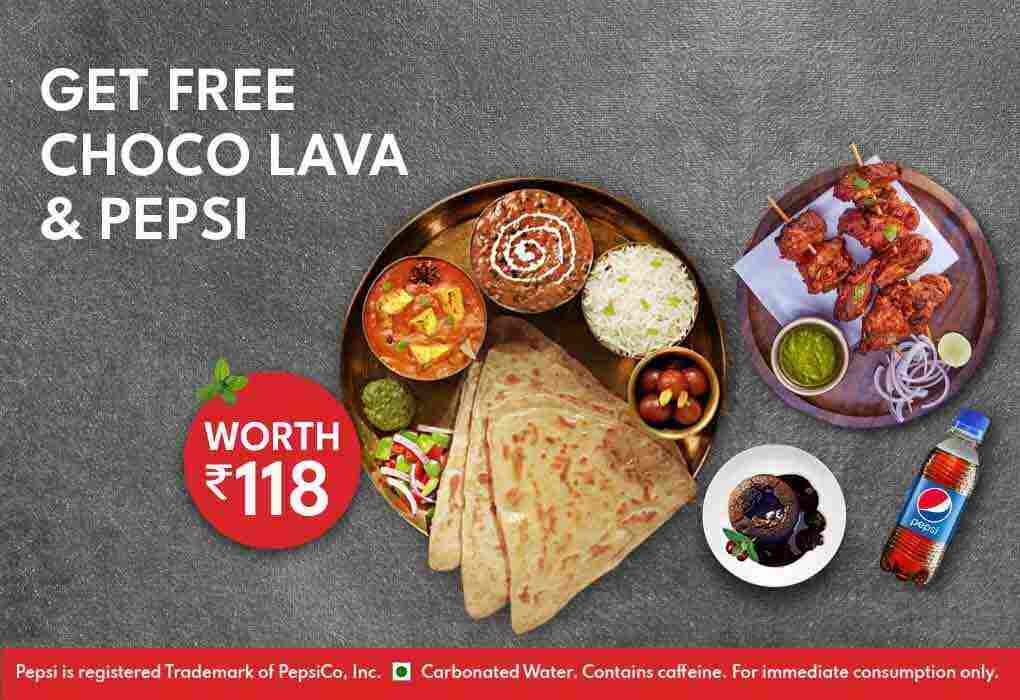 GET FREE
CHOCO LAVA
& PEPSI
WORTH
₹118
pepsi
Pepsi is registered Trademark of PepsiCo, Inc. Carbonated Water. Contains caffeine. For immediate consumption only.